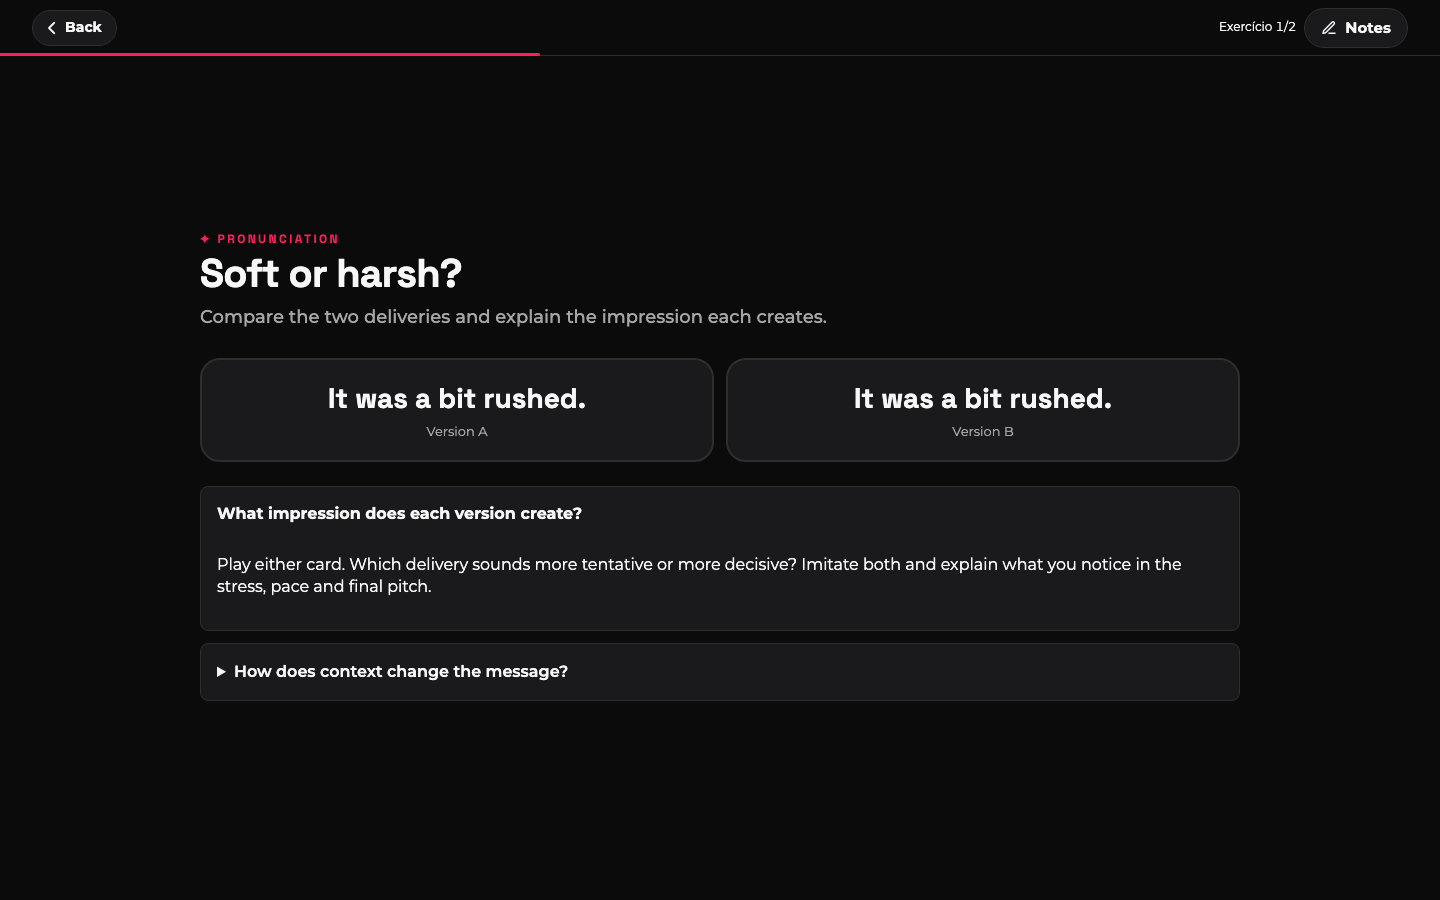 Back
Exercício 1/2
Notes
PRONUNCIATION
Soft or harsh?
Compare the two deliveries and explain the impression each creates.
It was a bit rushed.
Version A
It was a bit rushed.
Version B
What impression does each version create?
Play either card. Which delivery sounds more tentative or more decisive? Imitate both and explain what you notice in the
stress, pace and final pitch.
How does context change the message?